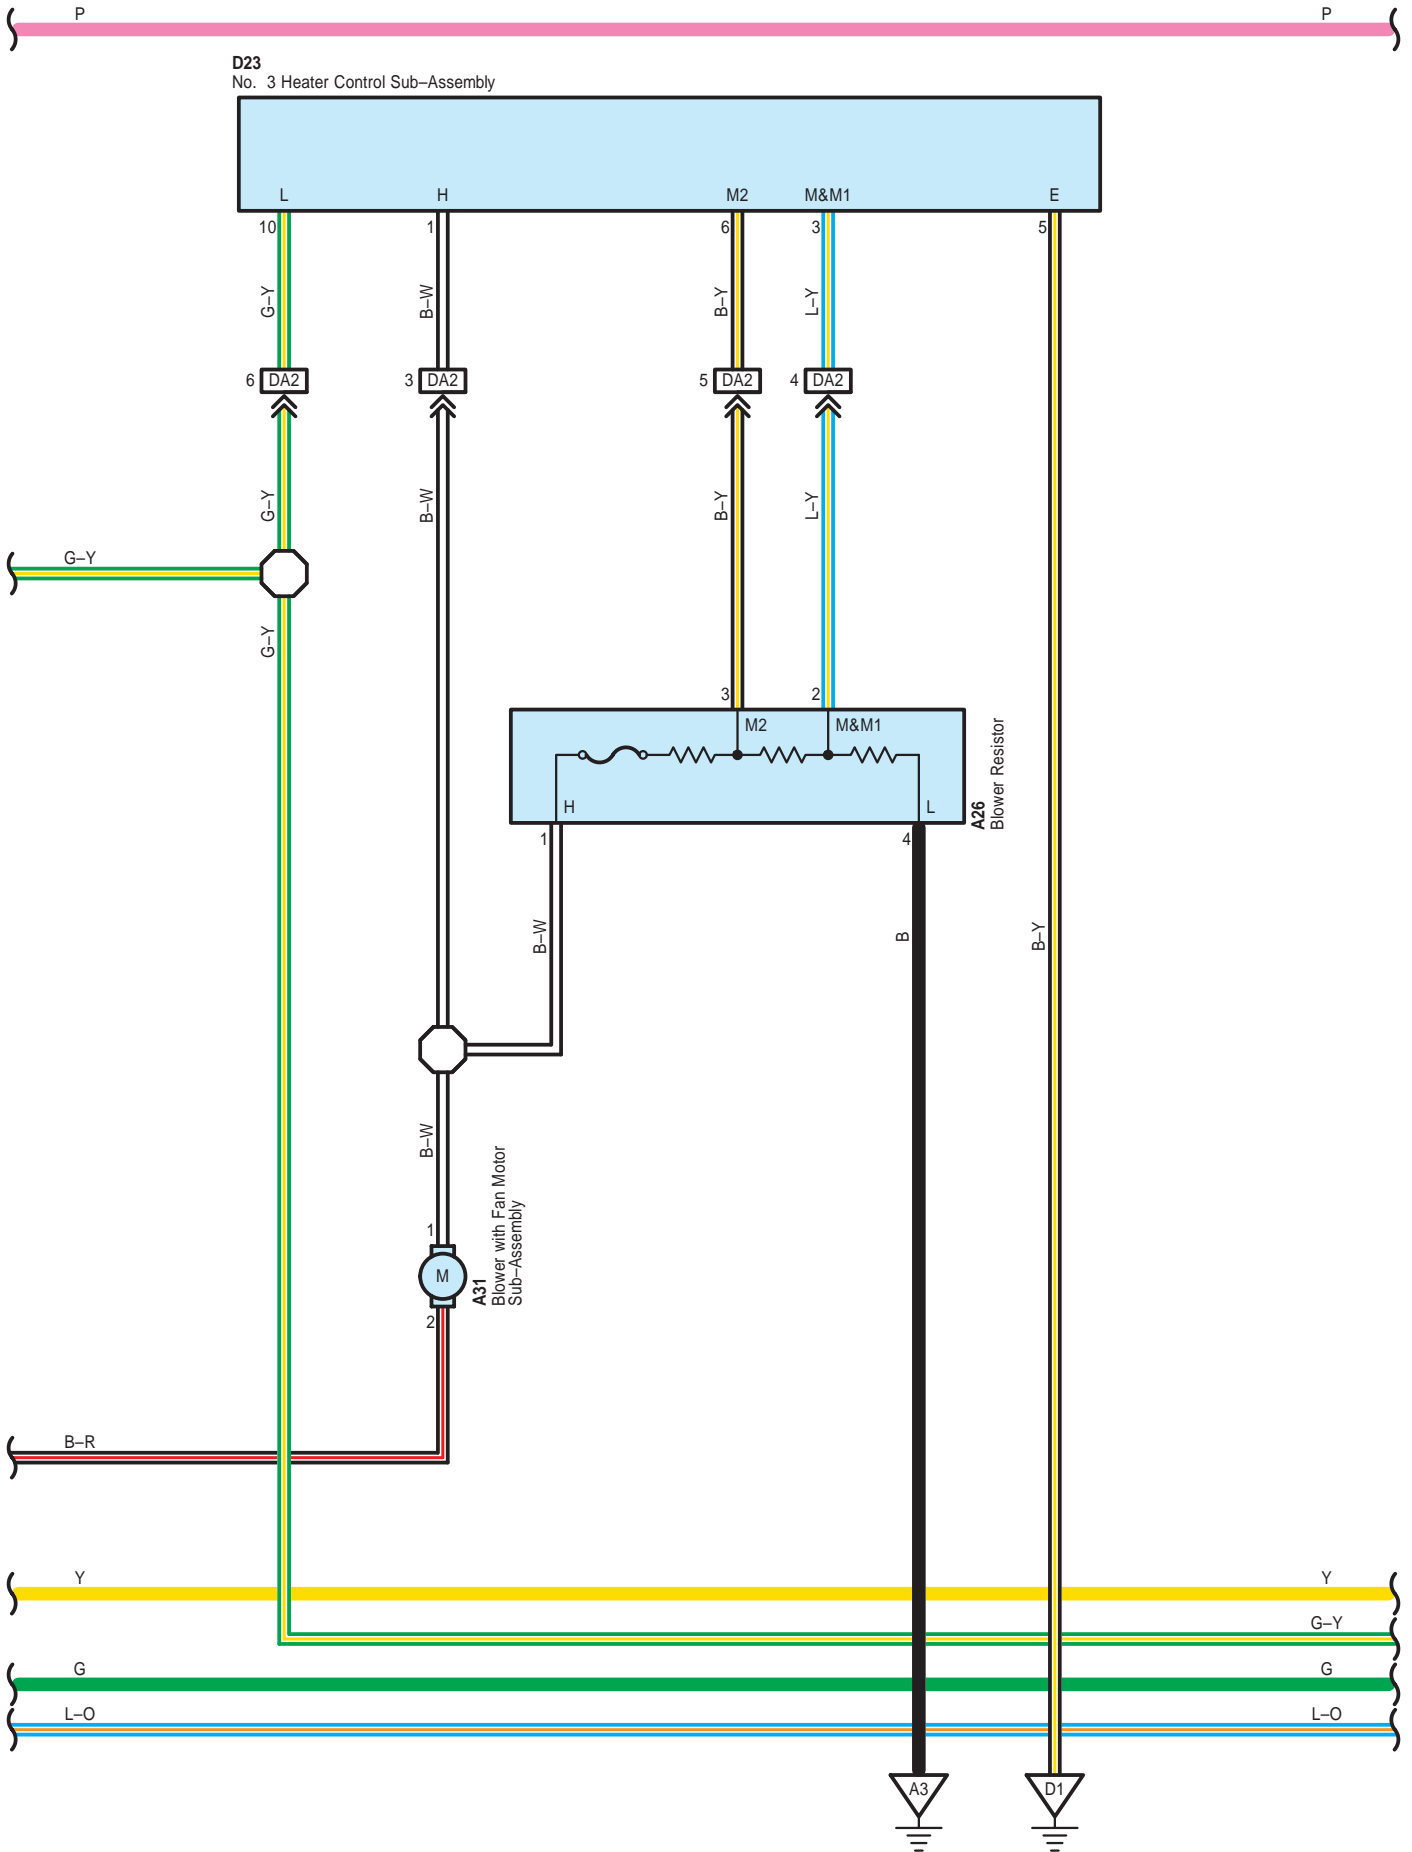 P P
D23
No. 3 Heater Control Sub–Assembly
L H M2 M&M1 E
10 1 6 3 5
G–Y B–W B–Y L–Y
6 DA2 3 DA2 5 DA2 4 DA2
G–Y B–W B–Y L–Y
G–Y
G–Y
3 2
M2 M&M1
H L
A26
Blower Resistor
1 4
B–W B B–Y
B–W
1
M
A31
Blower with Fan Motor
Sub–Assembly
2
B–R
Y Y
G–Y
G G
L–O L–O
A3 D1